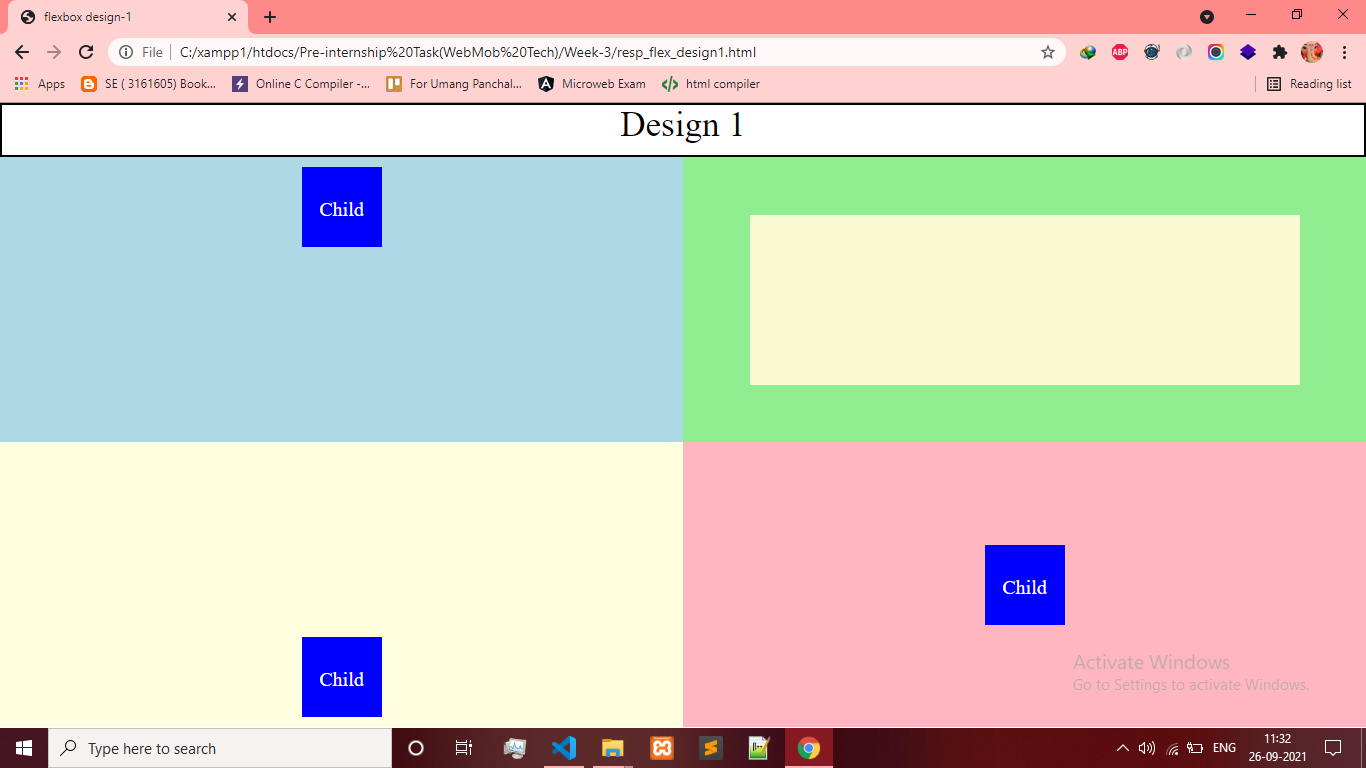 flexbox design-1
File C:/xampp1/htdocs/Pre-internship%20Task(WebMob%20Tech)/Week-3/resp_flex_design1.html
ABP
Apps SE ( 3161605) Book... Online C Compiler -... For Umang Panchal... Microweb Exam html compiler Reading list
Design 1
Child
Child
Child
Activate Windows
Go to Settings to activate Windows.
Type here to search
ENG
11:32
26-09-2021